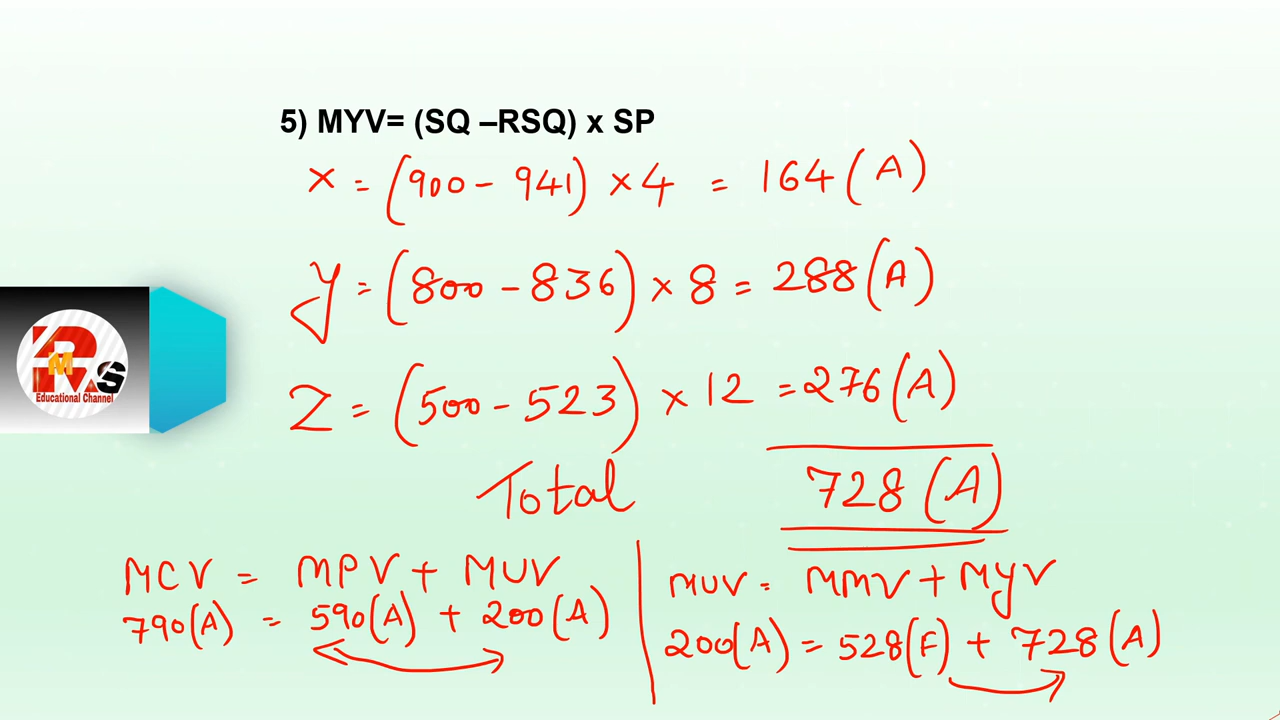 5) MYV= (SQ –RSQ) x SP
x = (900 - 941) × 4 = 164 (A)
y = (800 - 836) × 8 = 288 (A)
Z = (500 - 523) × 12 = 276 (A)
Total 728 (A)
MCV = MPV + MUV
790(A) = 590(A) + 200(A)
MUV = MMV + MYV
200(A) = 528(F) + 728(A)
M
S
Educational Channel